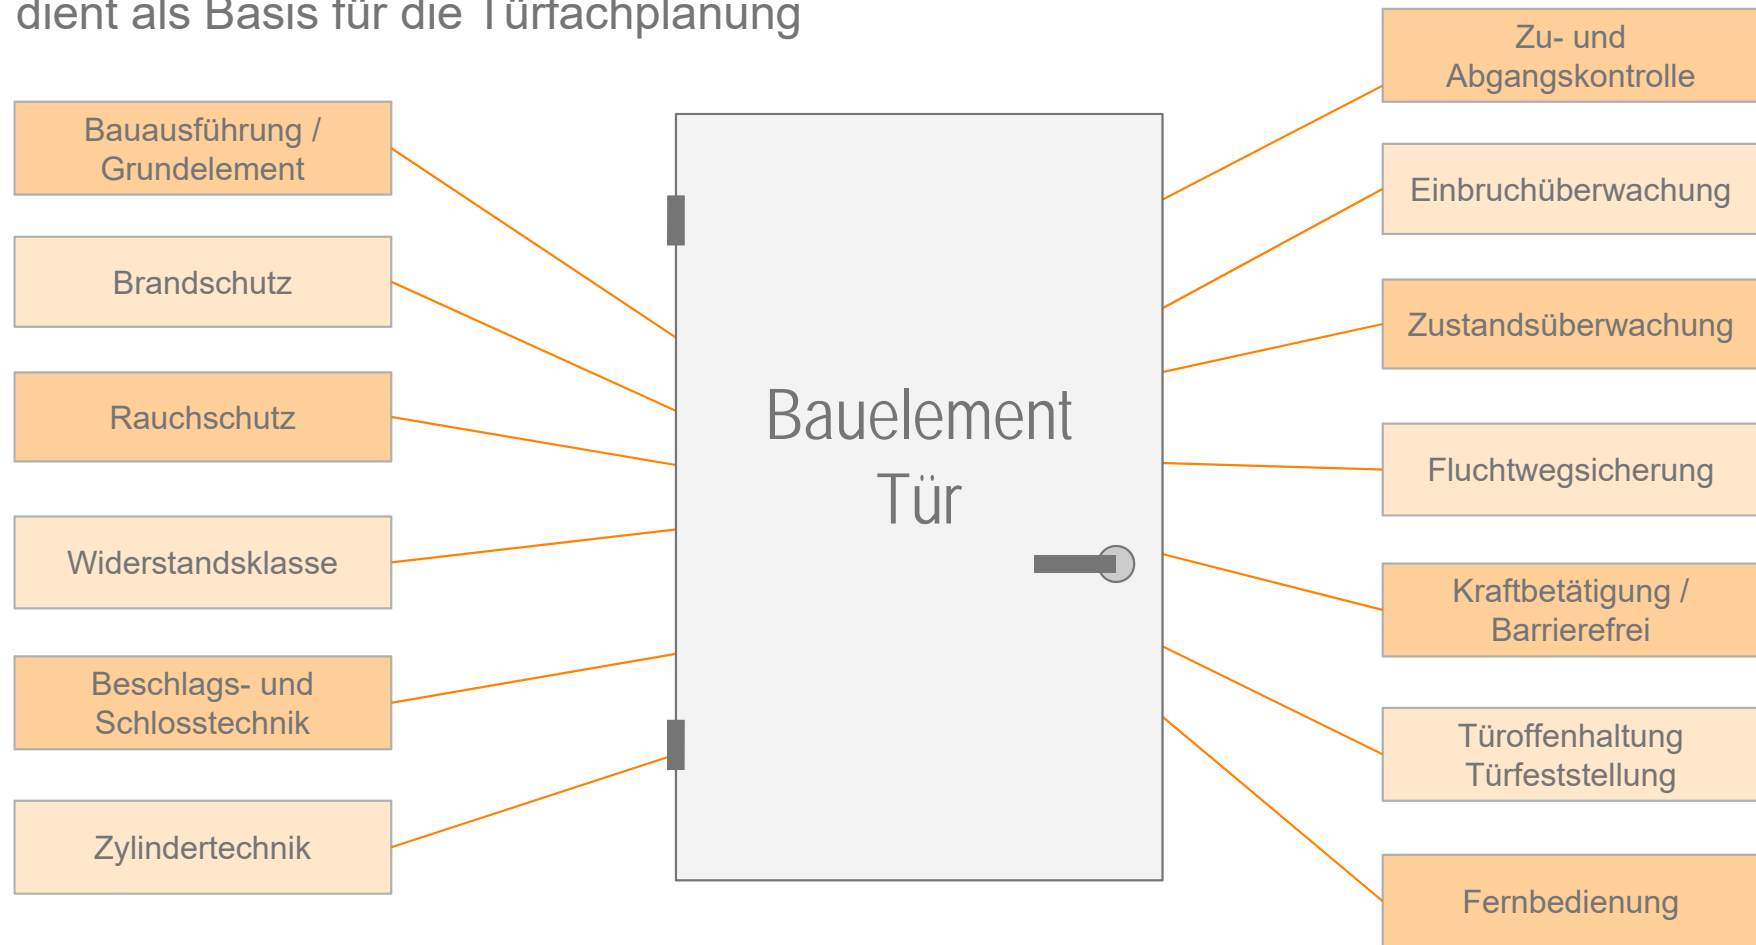 dient als Basis für die Türfachplanung
Bauausführung /
Grundelement
Brandschutz
Rauchschutz
Widerstandsklasse
Beschlags- und
Schlosstechnik
Zylindertechnik
Bauelement
Tür
Zu- und
Abgangskontrolle
Einbruchüberwachung
Zustandsüberwachung
Fluchtwegsicherung
Kraftbetätigung /
Barrierefrei
Türoffenhaltung
Türfeststellung
Fernbedienung